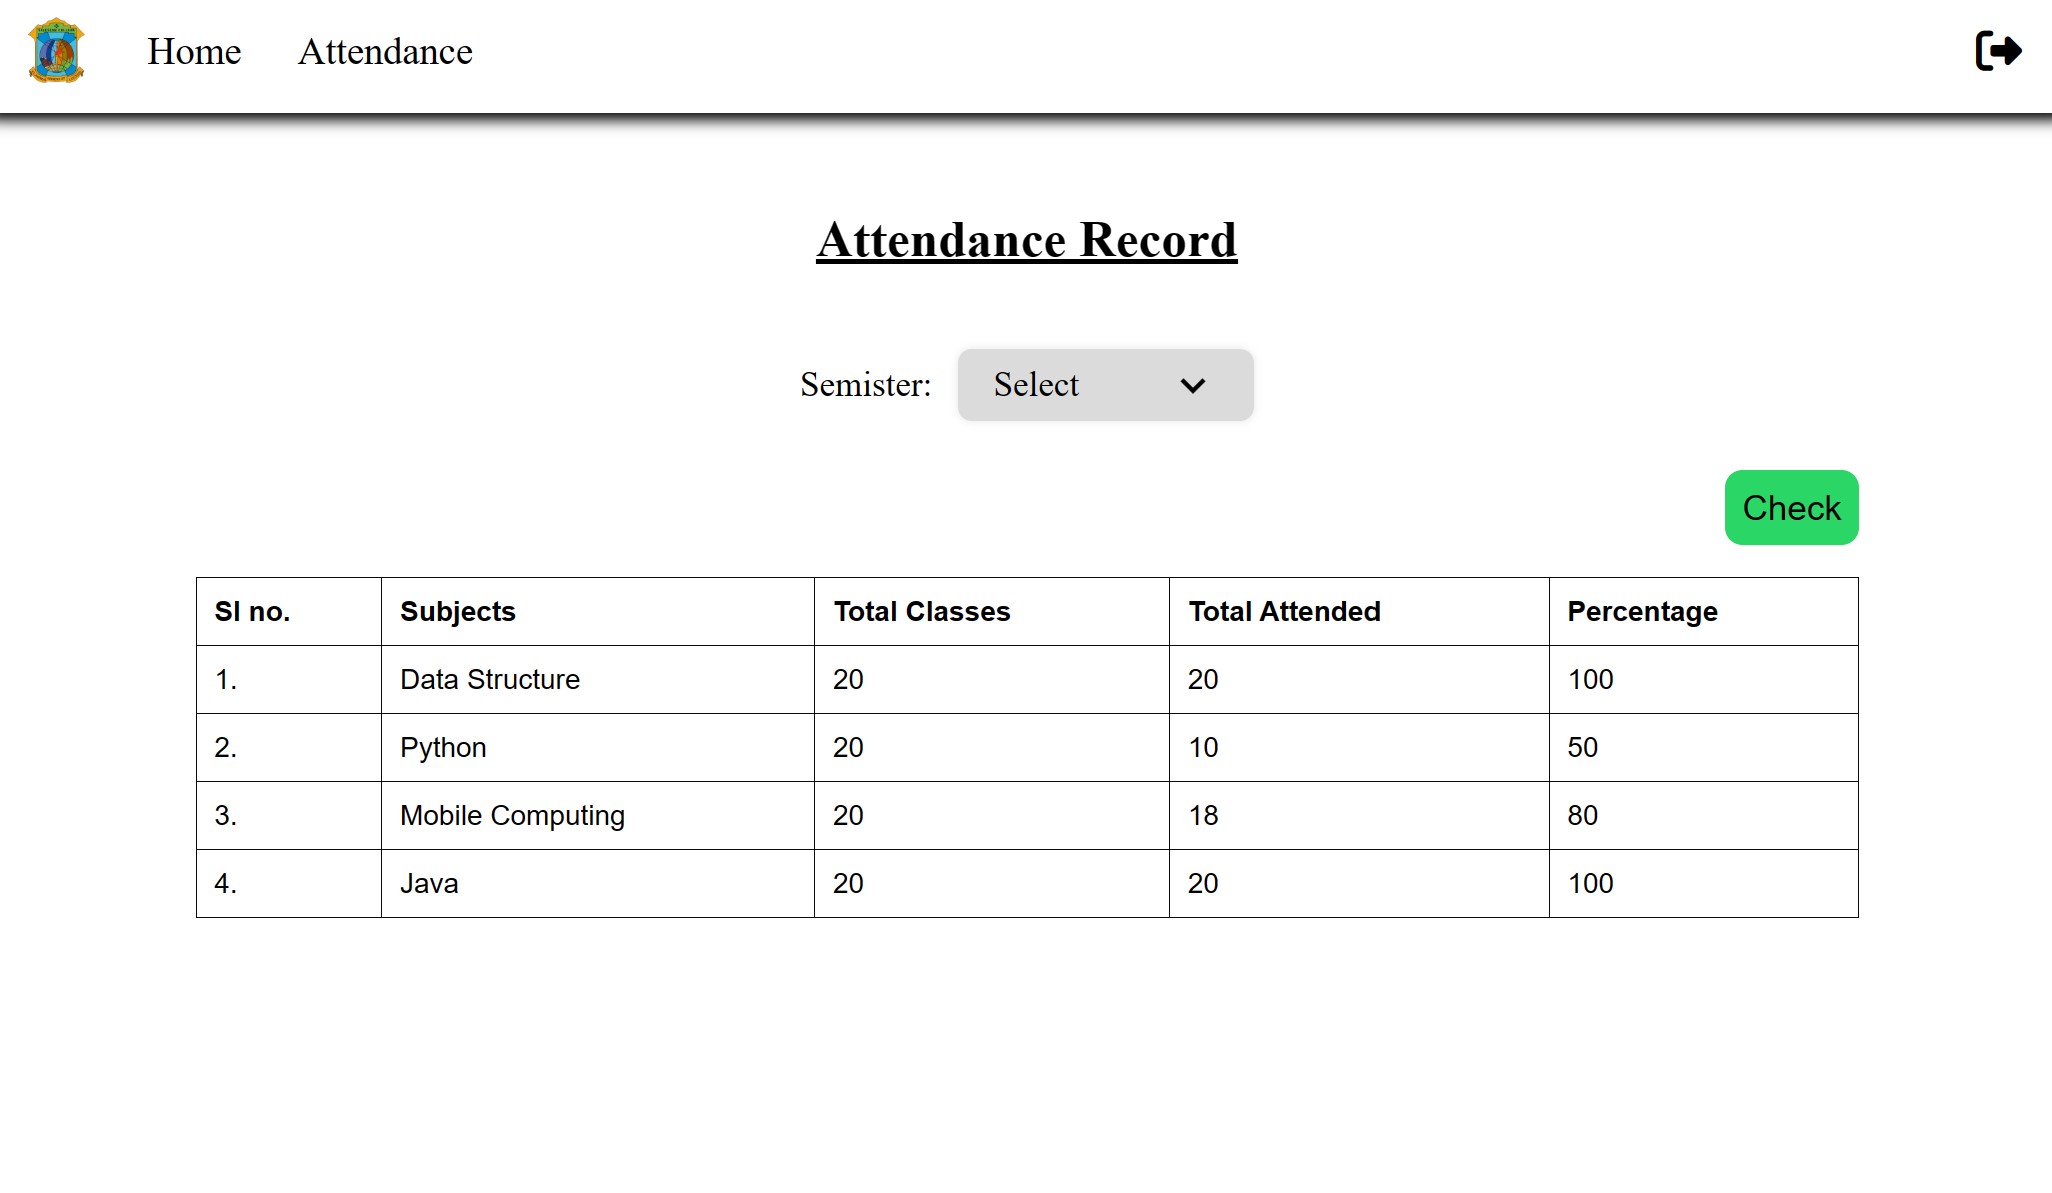 Home Attendance
Attendance Record
Semister: Select
Check
Sl no. Subjects Total Classes Total Attended Percentage
1. Data Structure 20 20 100
2. Python 20 10 50
3. Mobile Computing 20 18 80
4. Java 20 20 100